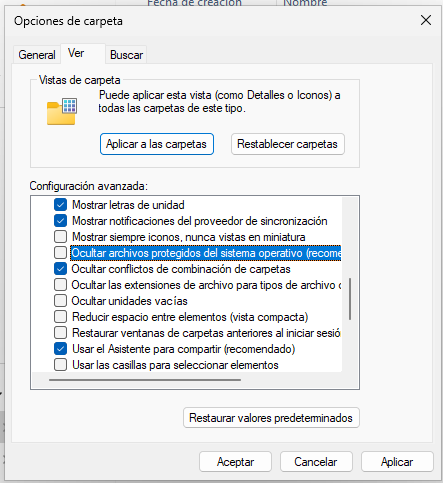 Fecha de creación Nombre
Opciones de carpeta
General Ver Buscar
Vistas de carpeta
Puede aplicar esta vista (como Detalles o Iconos) a
todas las carpetas de este tipo.
Aplicar a las carpetas Restablecer carpetas
Configuración avanzada:
Mostrar letras de unidad
Mostrar notificaciones del proveedor de sincronización
Mostrar siempre iconos, nunca vistas en miniatura
Ocultar archivos protegidos del sistema operativo (recome
Ocultar conflictos de combinación de carpetas
Ocultar las extensiones de archivo para tipos de archivo
Ocultar unidades vacías
Reducir espacio entre elementos (vista compacta)
Restaurar ventanas de carpetas anteriores al iniciar sesió
Usar el Asistente para compartir (recomendado)
Usar las casillas para seleccionar elementos
Restaurar valores predeterminados
Aceptar Cancelar Aplicar